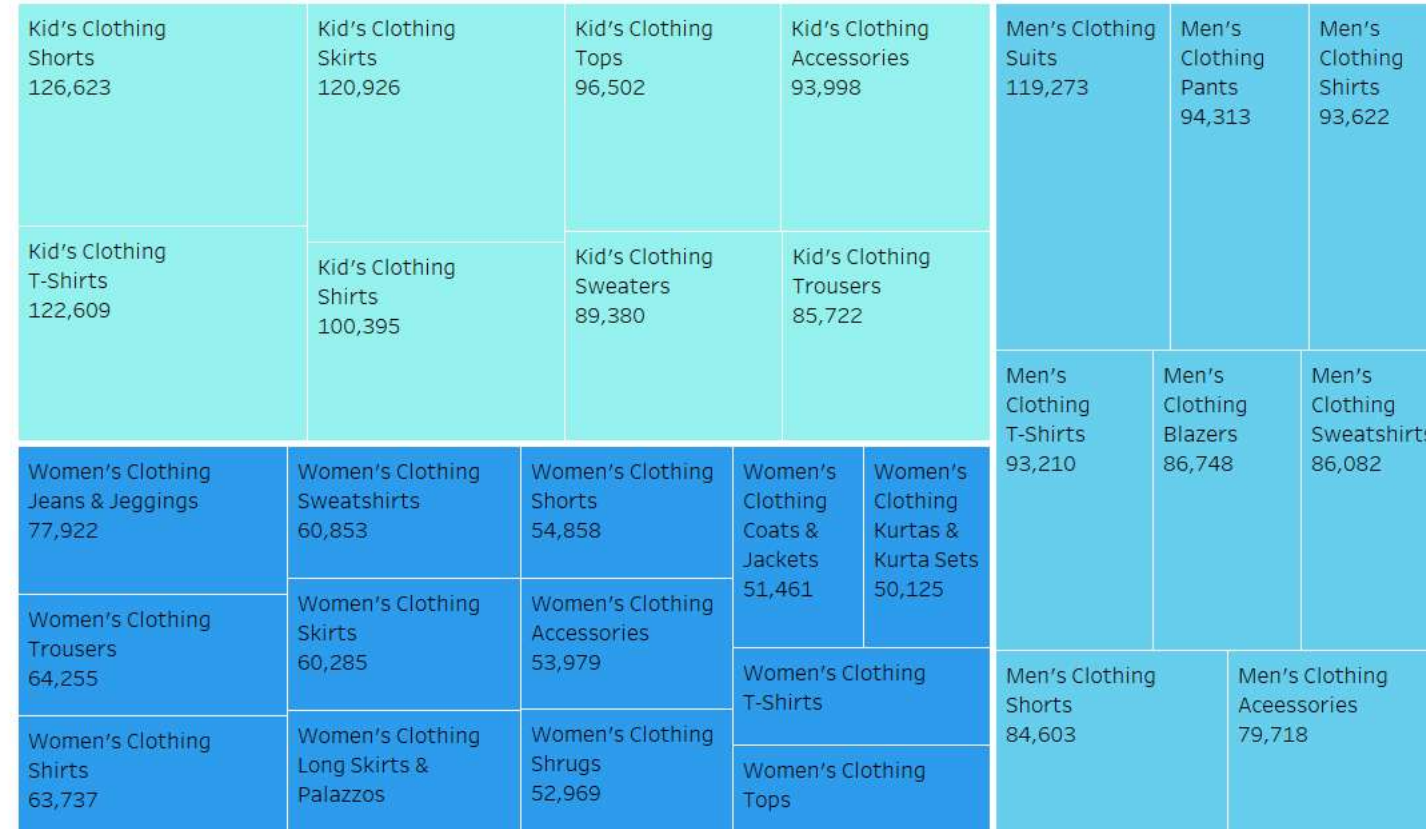 Kid's Clothing
Shorts
126,623
Kid's Clothing
Skirts
120,926
Kid's Clothing
Tops
96,502
Kid's Clothing
Accessories
93,998
Kid's Clothing
T-Shirts
122,609
Kid's Clothing
Shirts
100,395
Kid's Clothing
Sweaters
89,380
Kid's Clothing
Trousers
85,722
Women's Clothing
Jeans & Jeggings
77,922
Women's Clothing
Sweatshirts
60,853
Women's Clothing
Shorts
54,858
Women's
Clothing
Coats &
Jackets
51,461
Women's
Clothing
Kurtas &
Kurta Sets
50,125
Women's Clothing
Trousers
64,255
Women's Clothing
Skirts
60,285
Women's Clothing
Accessories
53,979
Women's Clothing
T-Shirts
Women's Clothing
Shirts
63,737
Women's Clothing
Long Skirts &
Palazzos
Women's Clothing
Shrugs
52,969
Women's Clothing
Tops
Men's Clothing
Suits
119,273
Men's
Clothing
Pants
94,313
Men's
Clothing
Shirts
93,622
Men's
Clothing
T-Shirts
93,210
Men's
Clothing
Blazers
86,748
Men's
Clothing
Sweatshirts
86,082
Men's Clothing
Shorts
84,603
Men's Clothing
Aceessories
79,718